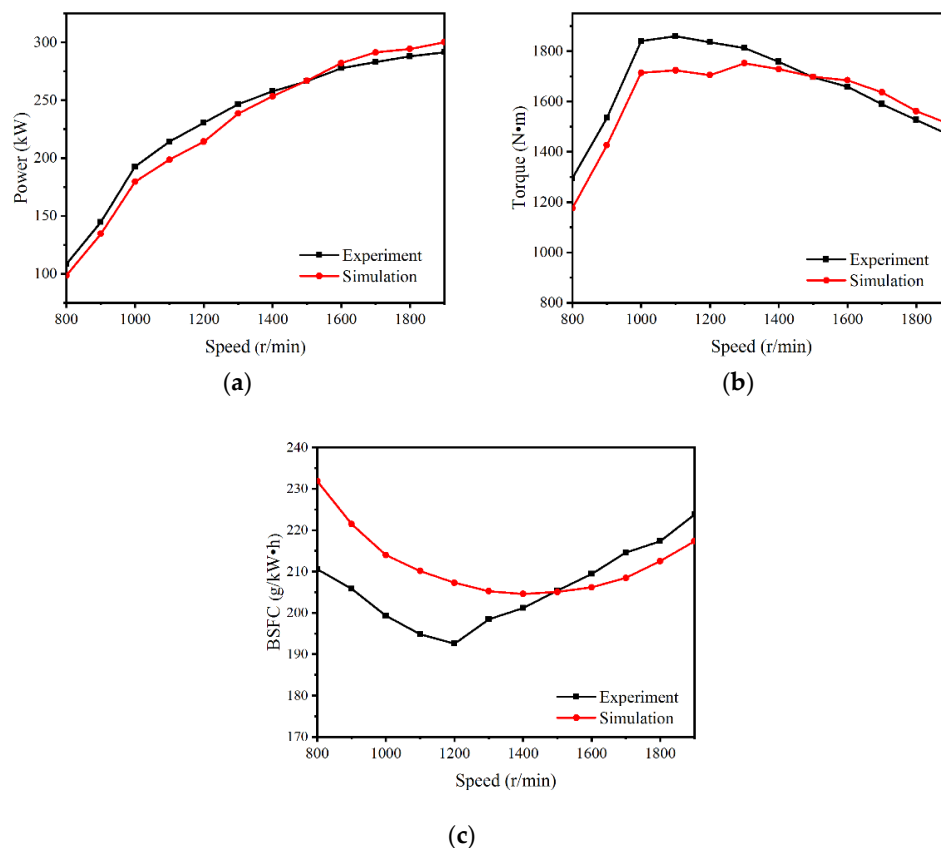 300
250
200
150
100
Power (kW)
Experiment
Simulation
800 1000 1200 1400 1600 1800
Speed (r/min)
(a)
1800
1600
1400
1200
1000
800
Torque (N•m)
Experiment
Simulation
800 1000 1200 1400 1600 1800
Speed (r/min)
(b)
240
230
220
210
200
190
180
170
BSFC (g/kW•h)
Experiment
Simulation
800 1000 1200 1400 1600 1800
Speed (r/min)
(c)